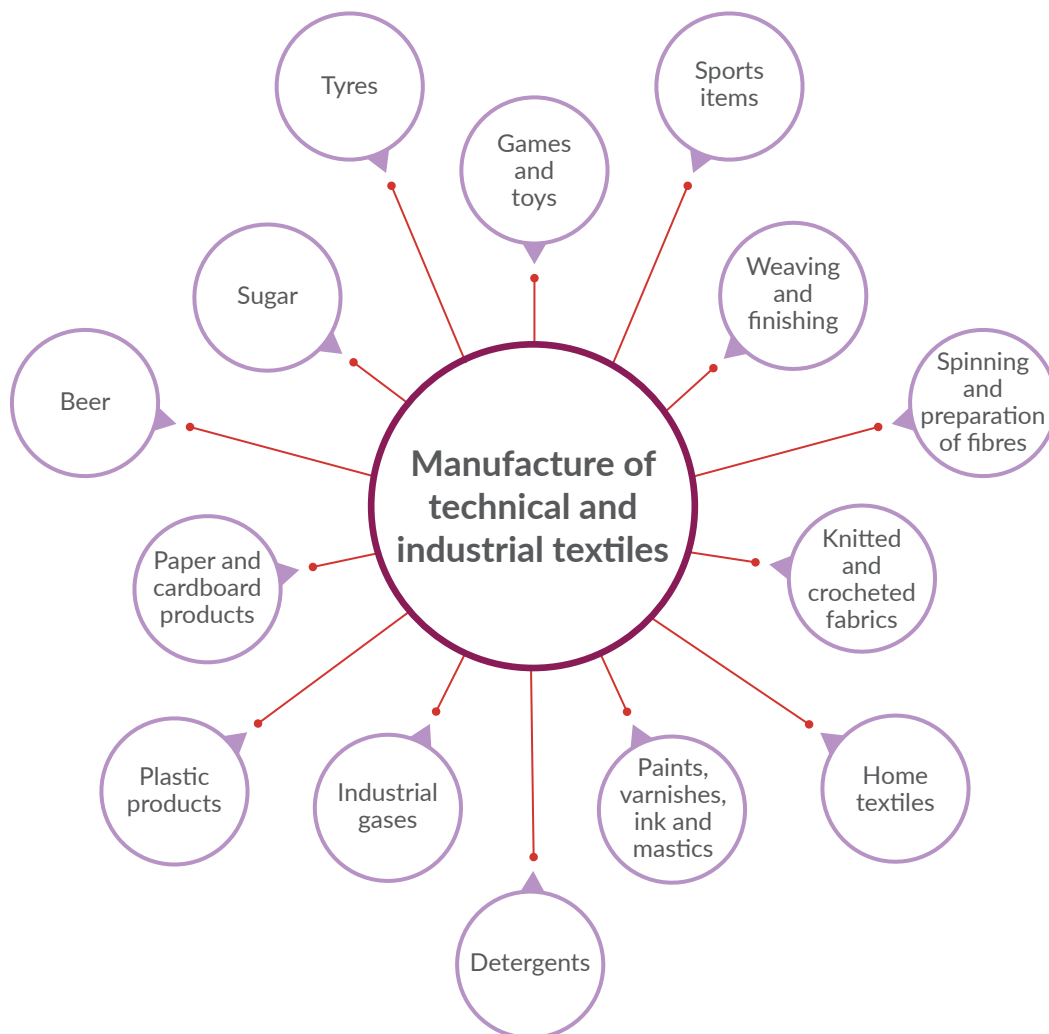 Tyres
Sports
items
Games
and
toys
Sugar
Weaving
and
finishing
Beer
Spinning
and
preparation
of fibres
Manufacture of
technical and
industrial textiles
Paper and
cardboard
products
Knitted
and
crocheted
fabrics
Plastic
products
Industrial
gases
Paints,
varnishes,
ink and
mastics
Home
textiles
Detergents